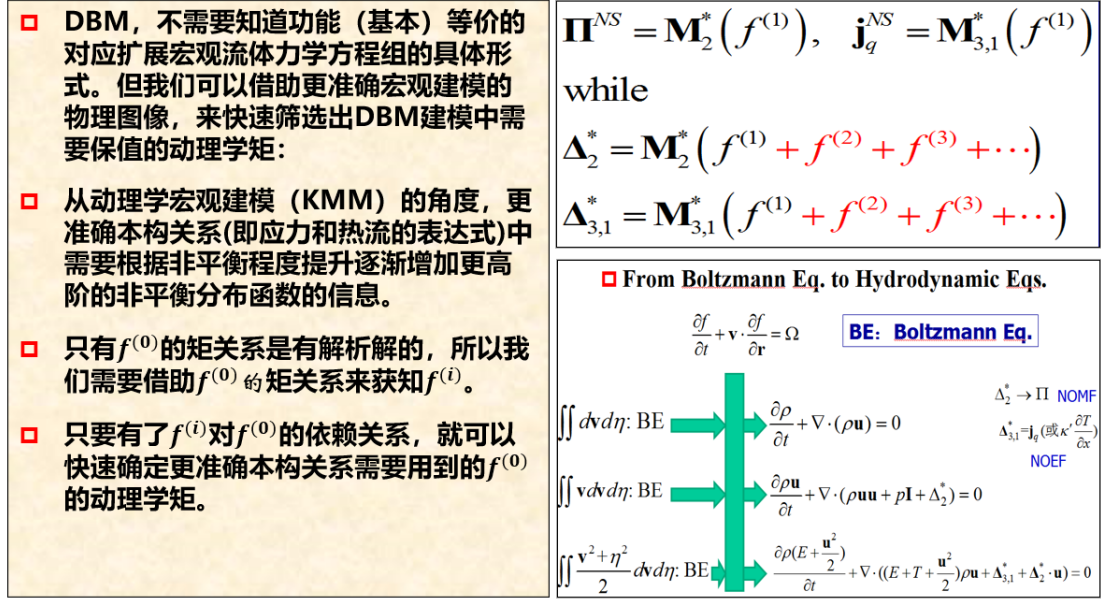 DBM，不需要知道功能（基本）等价的
对应扩展宏观流体力学方程组的具体形
式。但我们可以借助更准确宏观建模的
物理图像，来快速筛选出DBM建模中需
要保值的动理学矩：
从动理学宏观建模（KMM）的角度，更
准确本构关系(即应力和热流的表达式)中
需要根据非平衡程度提升逐渐增加更高
阶的非平衡分布函数的信息。
只有f^{(0)}的矩关系是有解析解的，所以我
们需要借助f^{(0)}的矩关系来获知f^{(i)}。
只要有了f^{(i)}对f^{(0)}的依赖关系，就可以
快速确定更准确本构关系需要用到的f^{(0)}
的动理学矩。
Π^{NS} = M_2^*(f^{(1)}), j_q^{NS} = M_{3,1}^*(f^{(1)})
while
Δ_2^* = M_2^*(f^{(1)} + f^{(2)} + f^{(3)} + ⋯)
Δ_{3,1}^* = M_{3,1}^*(f^{(1)} + f^{(2)} + f^{(3)} + ⋯)
From Boltzmann Eq. to Hydrodynamic Eqs.
∂f/∂t + v·∂f/∂r = Ω
BE：Boltzmann Eq.
Δ_2^* → Π NOMF
Δ_{3,1}^*=j_q(或κ'∂T/∂x)
NOEF
∬ dvdη: BE ∂ρ/∂t + ∇·(ρu) = 0
∬ vdvdη: BE ∂ρu/∂t + ∇·(ρuu + pI + Δ_2^*) = 0
∬ (v²+η²)/2 dvdη: BE ∂ρ(E+u²/2)/∂t + ∇·((E+T+u²/2)ρu + Δ_{3,1}^* + Δ_2^*·u) = 0